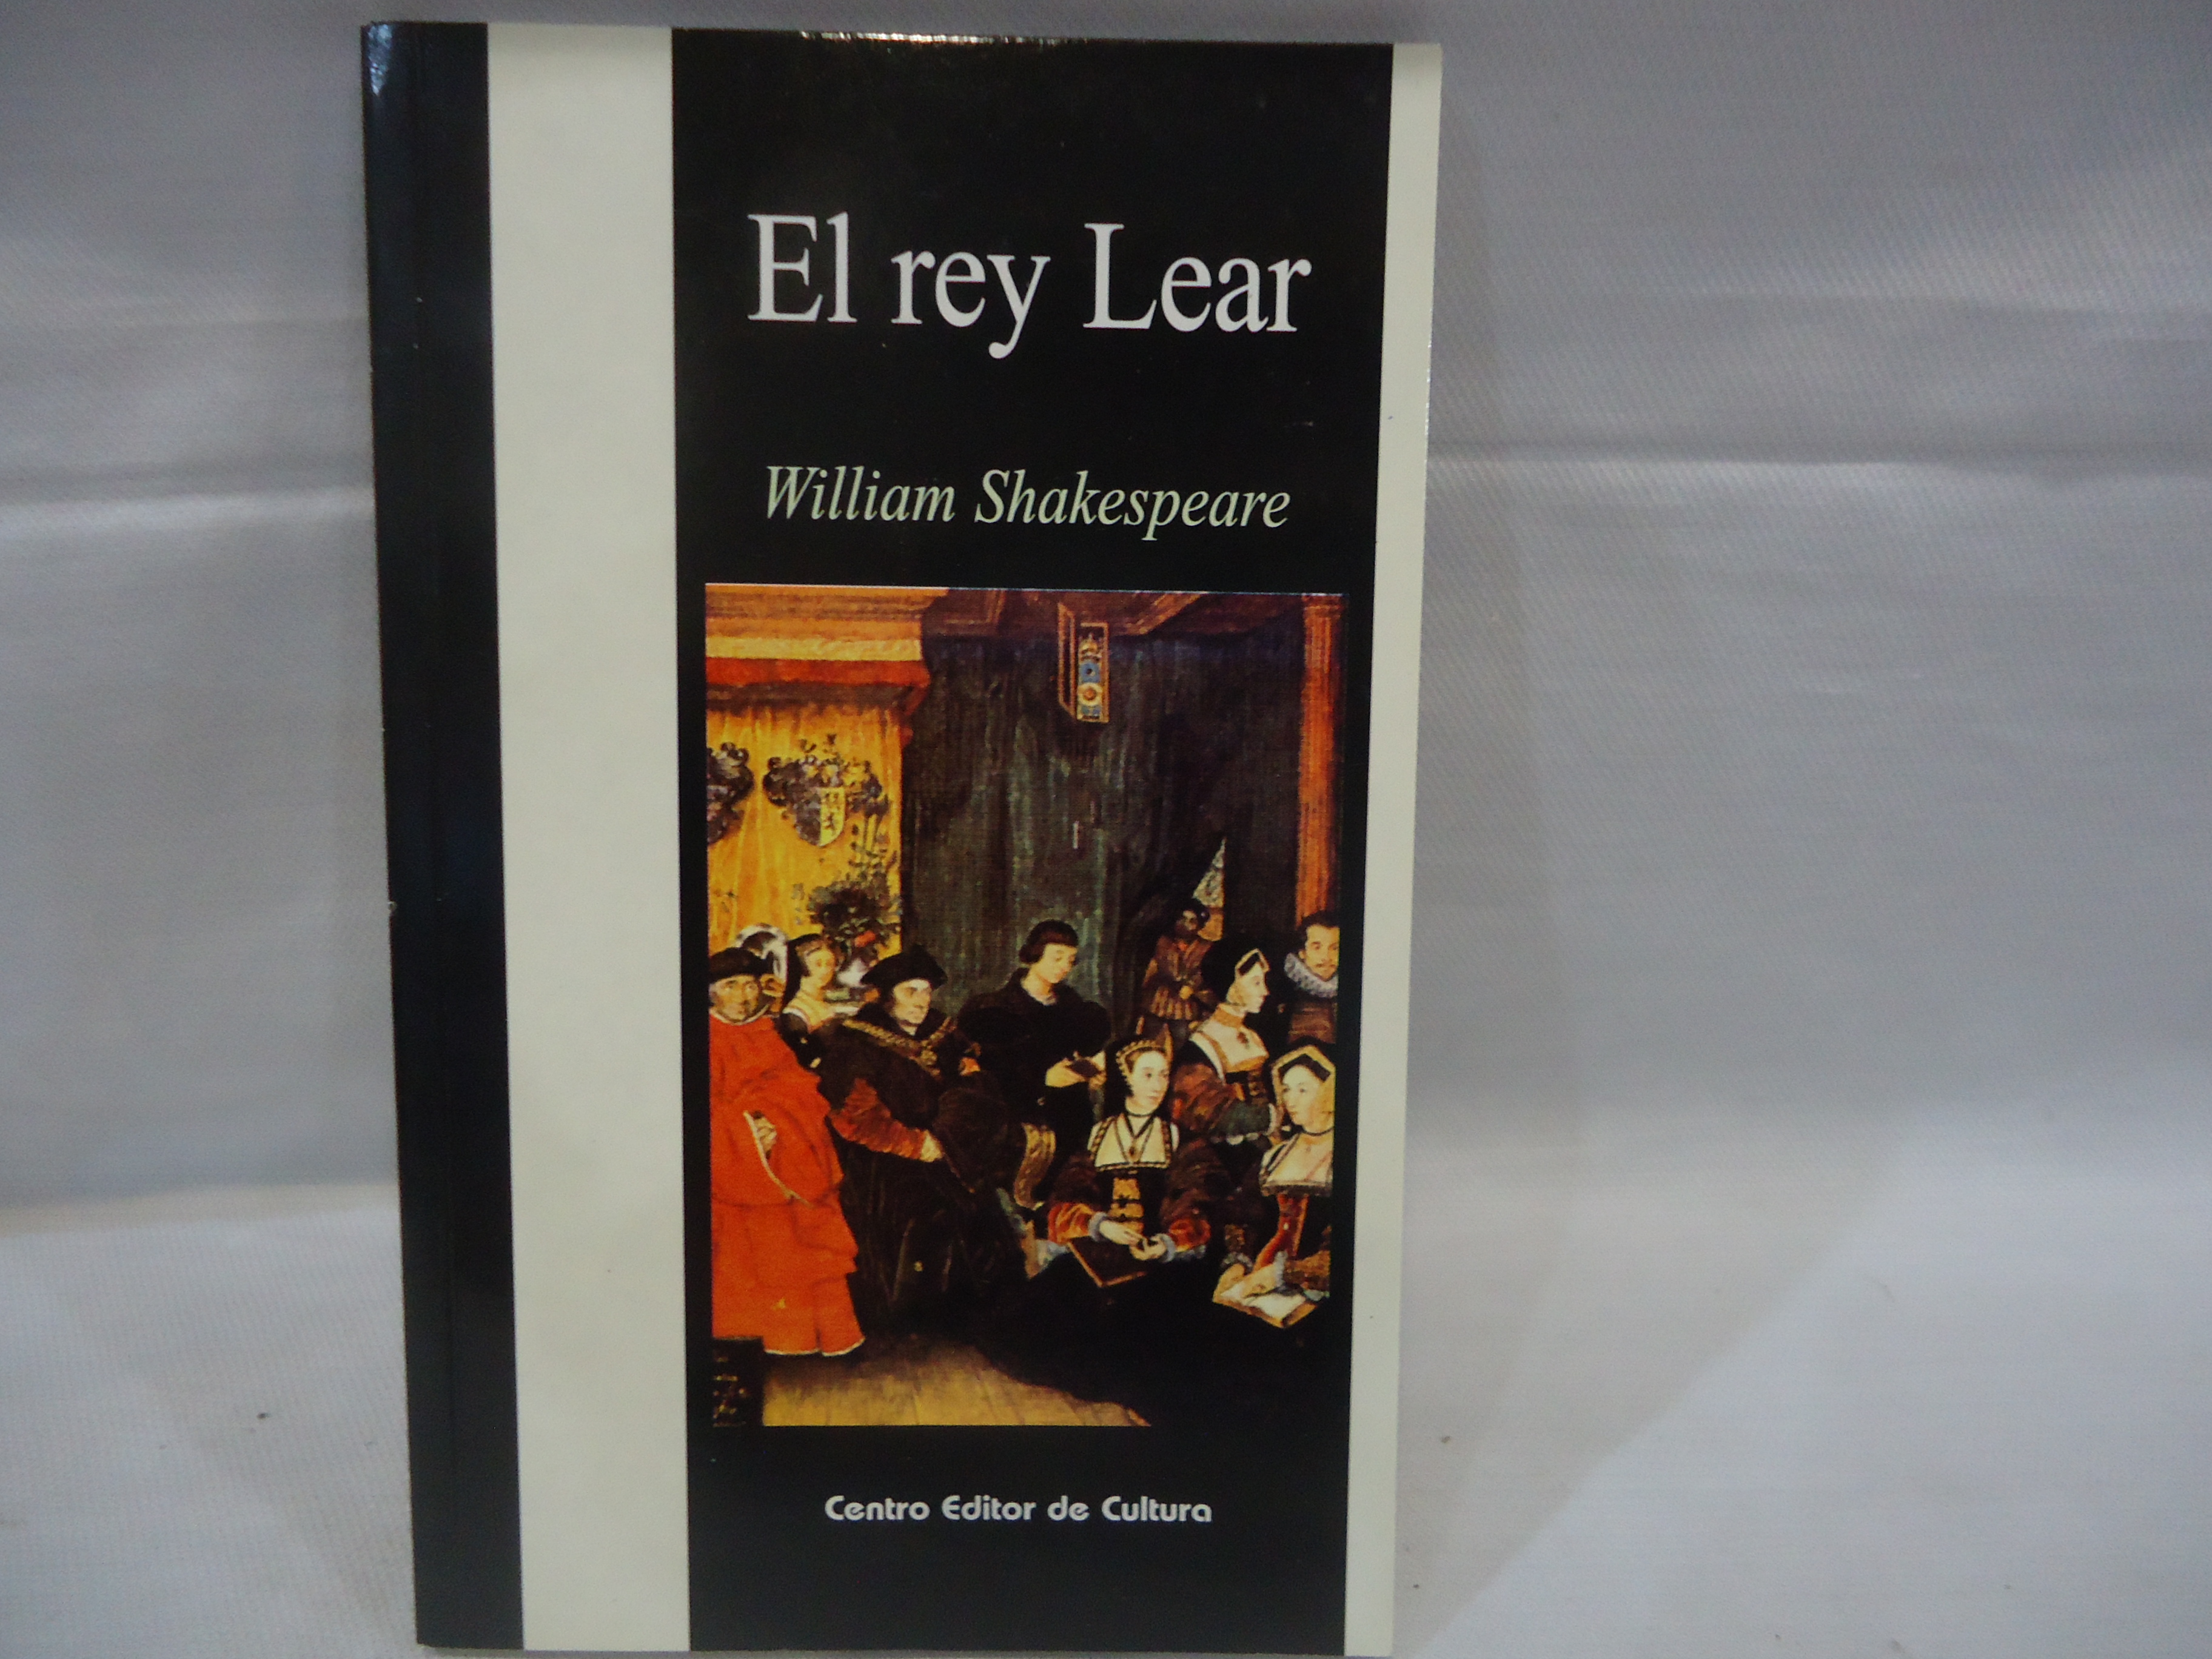 El rey Lear
William Shakespeare
Centro Editor de Cultura